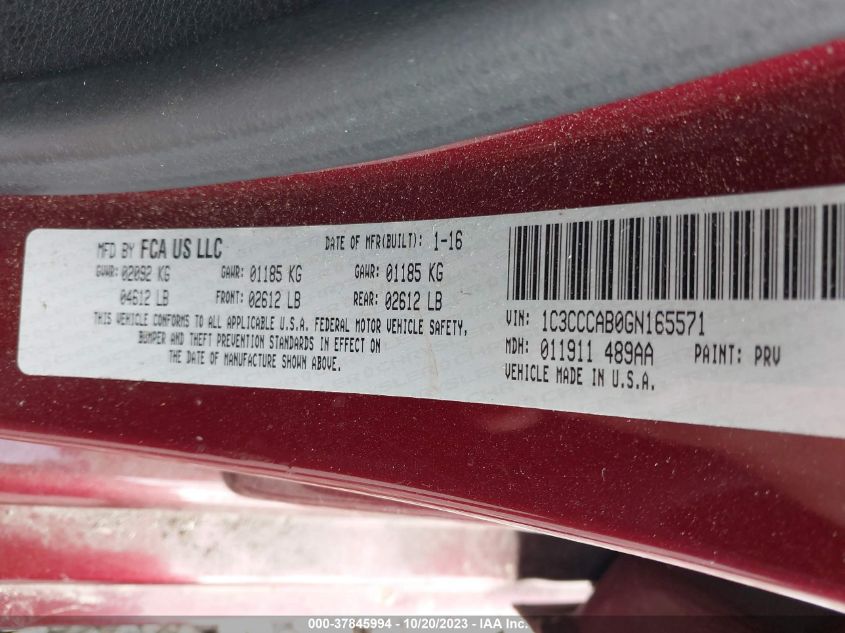 MFD BY FCA US LLC DATE OF MFR(BUILT): 1-16
GVWR: 02092 KG GAWR: 01185 KG GAWR: 01185 KG
04612 LB FRONT: 02612 LB REAR: 02612 LB
THIS VEHICLE CONFORMS TO ALL APPLICABLE U.S.A. FEDERAL MOTOR VEHICLE SAFETY,
BUMPER AND THEFT PREVENTION STANDARDS IN EFFECT ON
THE DATE OF MANUFACTURE SHOWN ABOVE.
VIN: 1C3CCCAB0GN165571
MDH: 011911 489AA PAINT: PRV
VEHICLE MADE IN U.S.A.
000-37845994 - 10/20/2023 - IAA Inc.